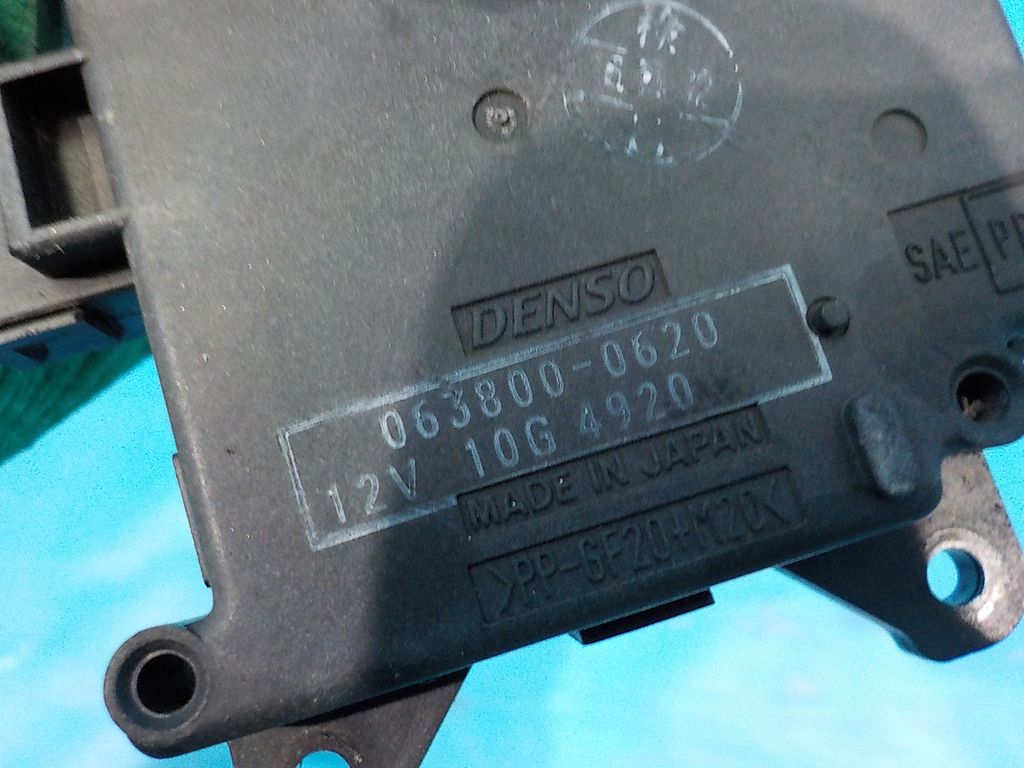 SAE
DENSO
063800-0620
12V 10G 4920
MADE IN JAPAN
>PP-GF20+M20<